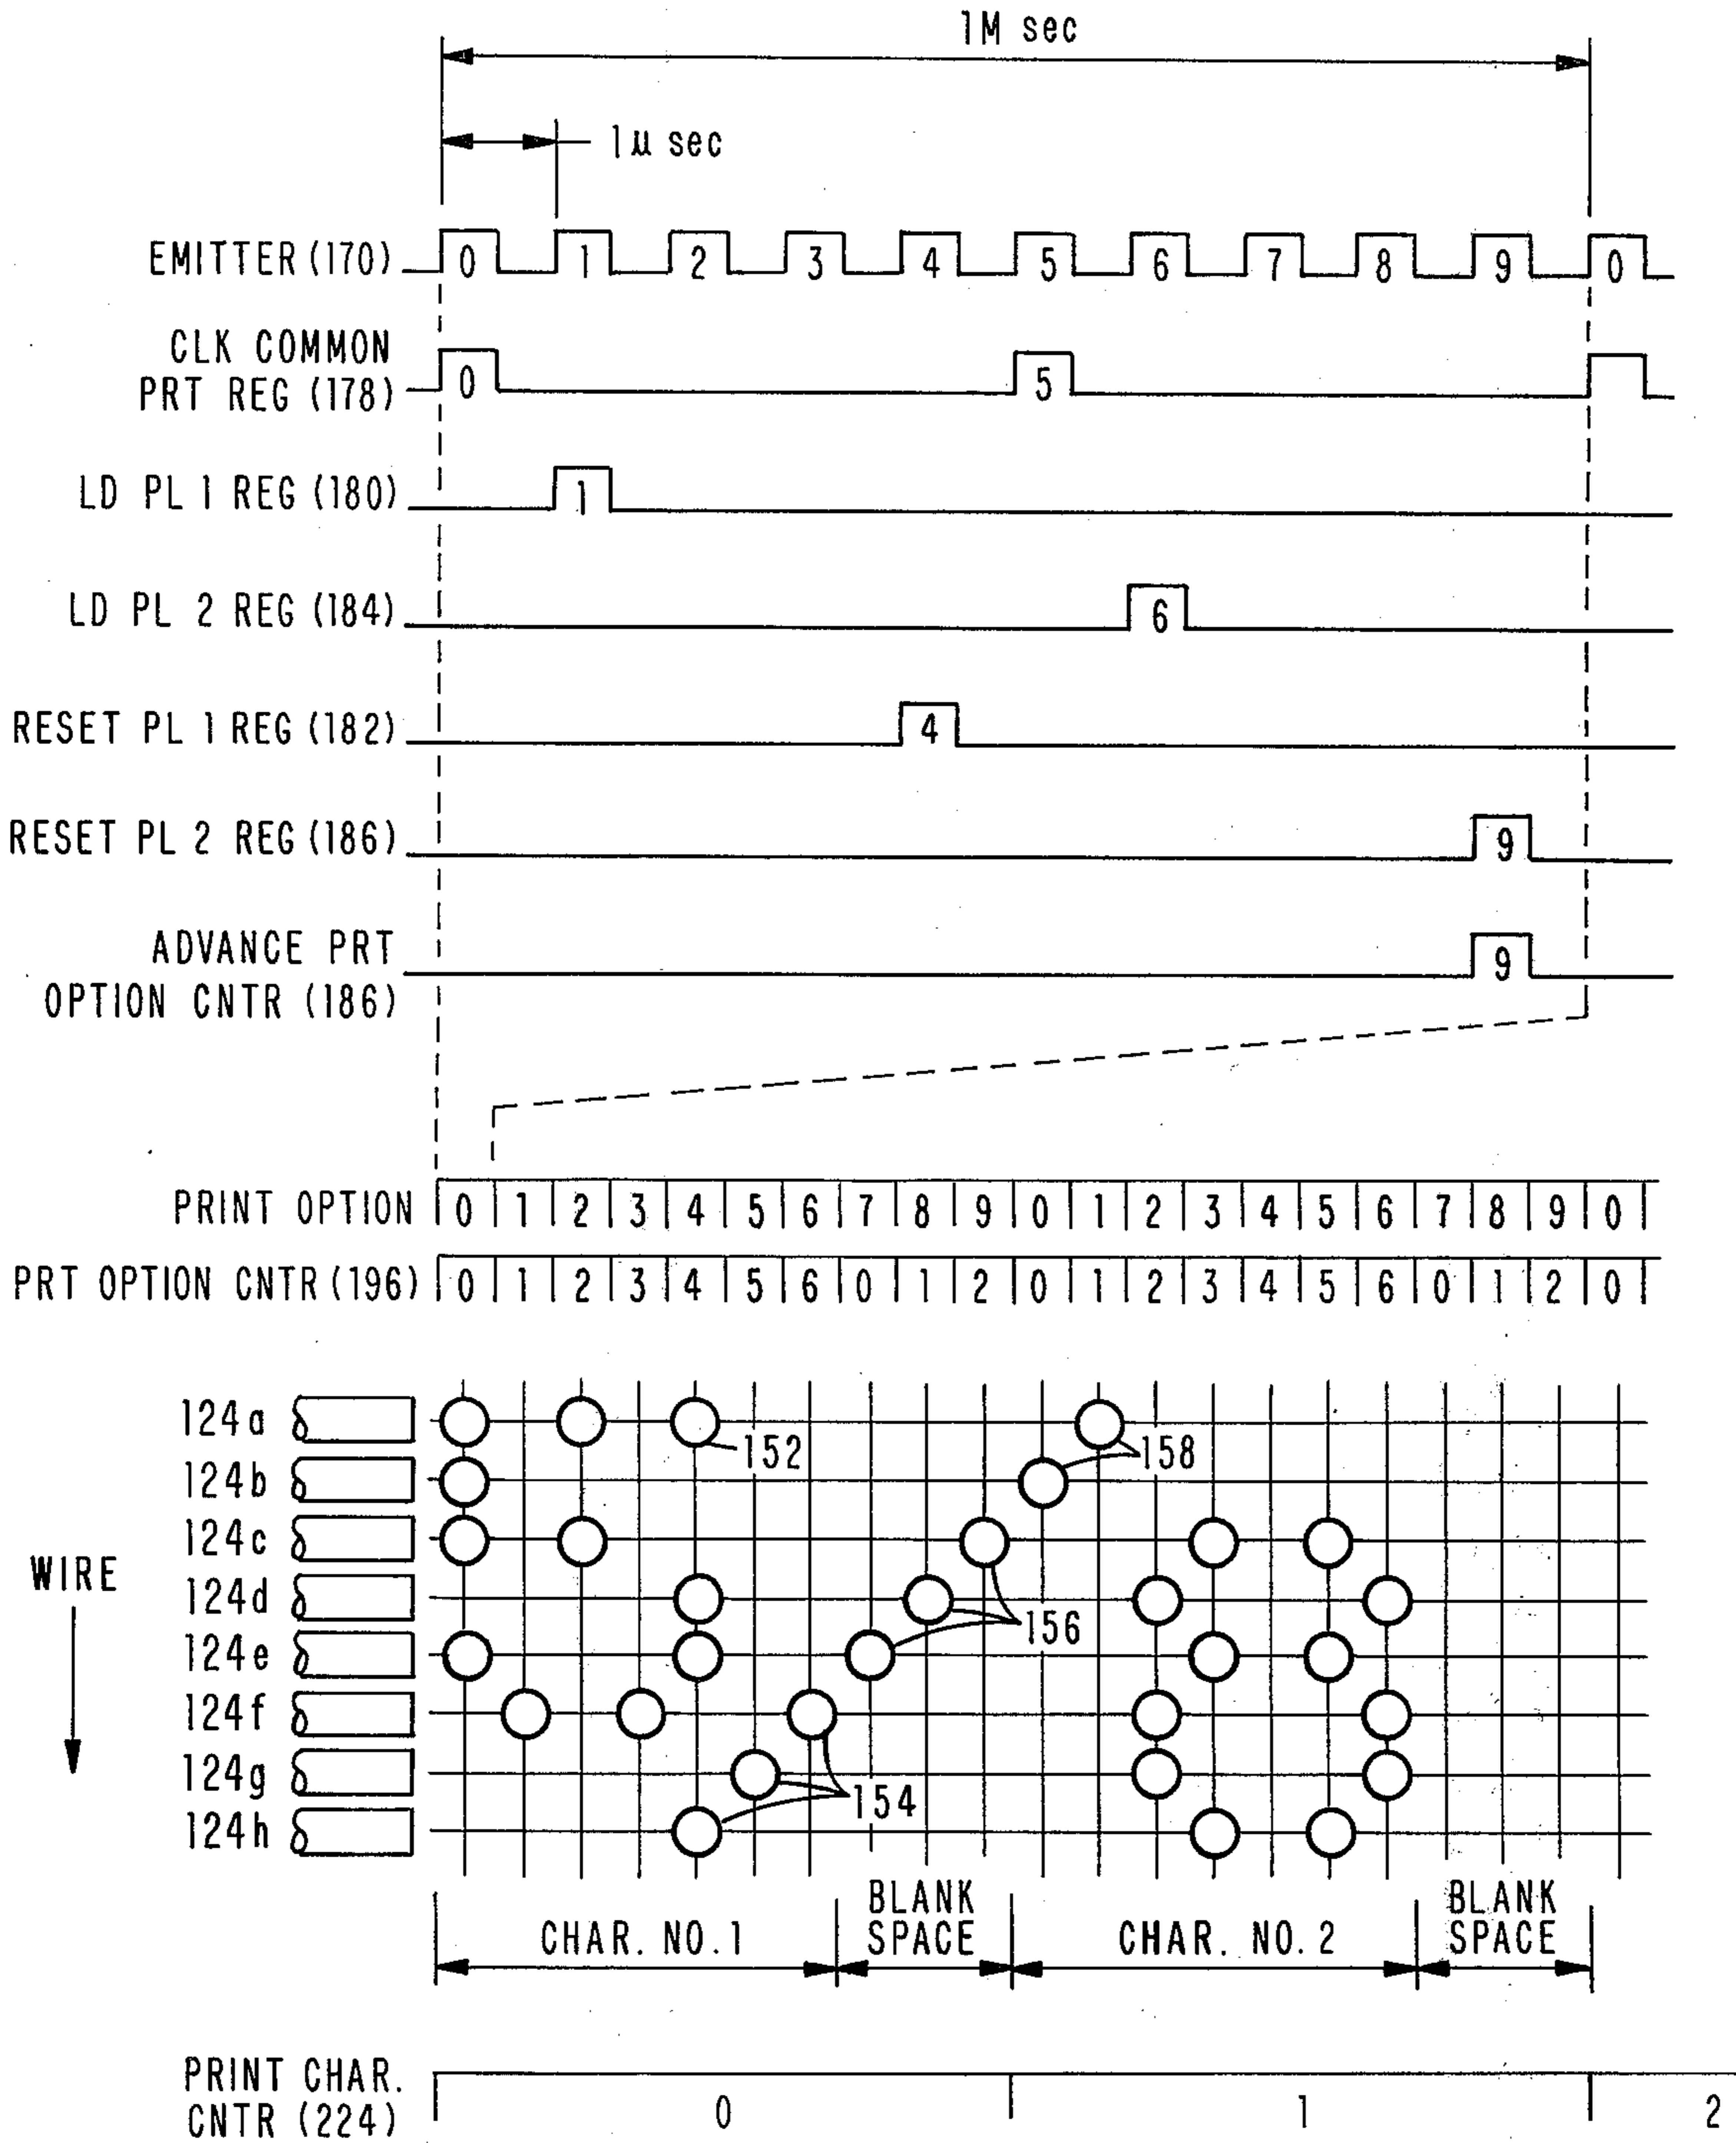 1M sec
1μ sec
EMITTER (170) 0 1 2 3 4 5 6 7 8 9 0
CLK COMMON
PRT REG (178) 0 5
LD PL 1 REG (180) 1
LD PL 2 REG (184) 6
RESET PL 1 REG (182) 4
RESET PL 2 REG (186) 9
ADVANCE PRT
OPTION CNTR (186) 9
PRINT OPTION 0 1 2 3 4 5 6 7 8 9 0 1 2 3 4 5 6 7 8 9 0
PRT OPTION CNTR (196) 0 1 2 3 4 5 6 0 1 2 0 1 2 3 4 5 6 0 1 2 0
124a
152
158
124b
124c
WIRE
124d
156
124e
124f
124g
154
124h
CHAR. NO. 1
BLANK
SPACE
CHAR. NO. 2
BLANK
SPACE
PRINT CHAR.
CNTR (224) 0 1 2